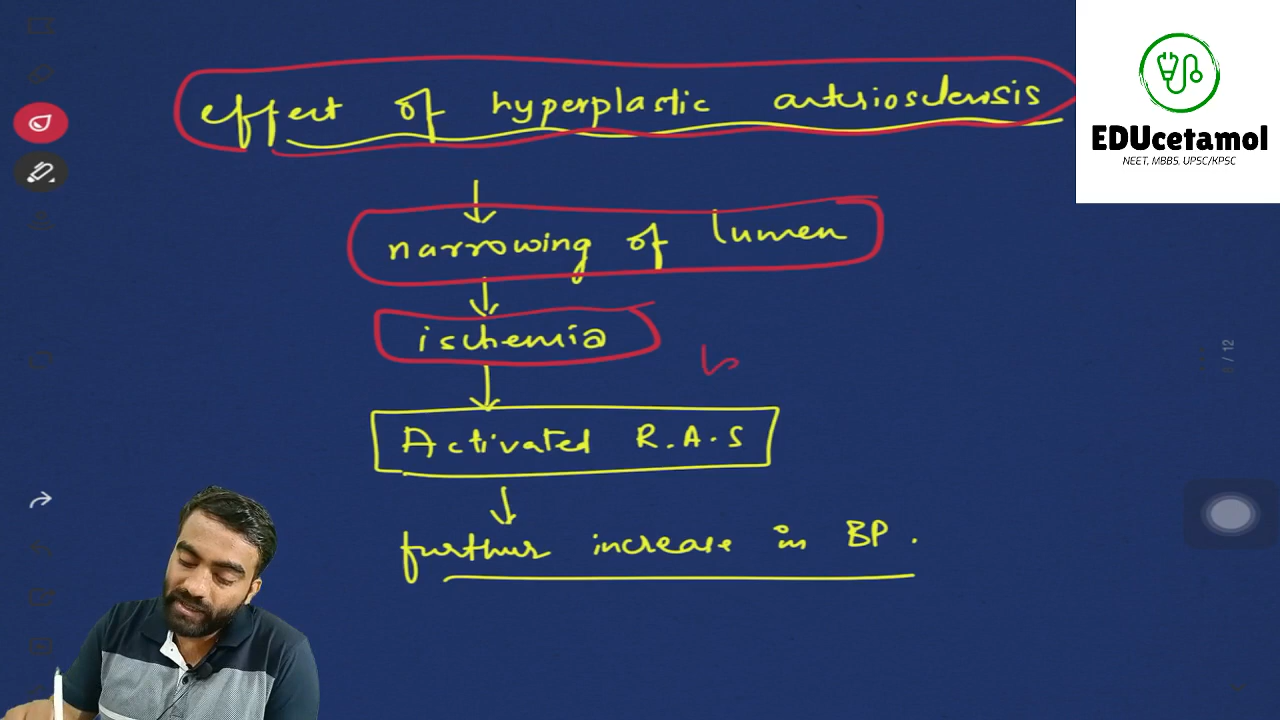 effect of hyperplastic arteriosclerosis
EDUcetamol
NEET, MBBS, UPSC/KPSC
narrowing of lumen
ischemia
Activated R.A.S
further increase in BP.